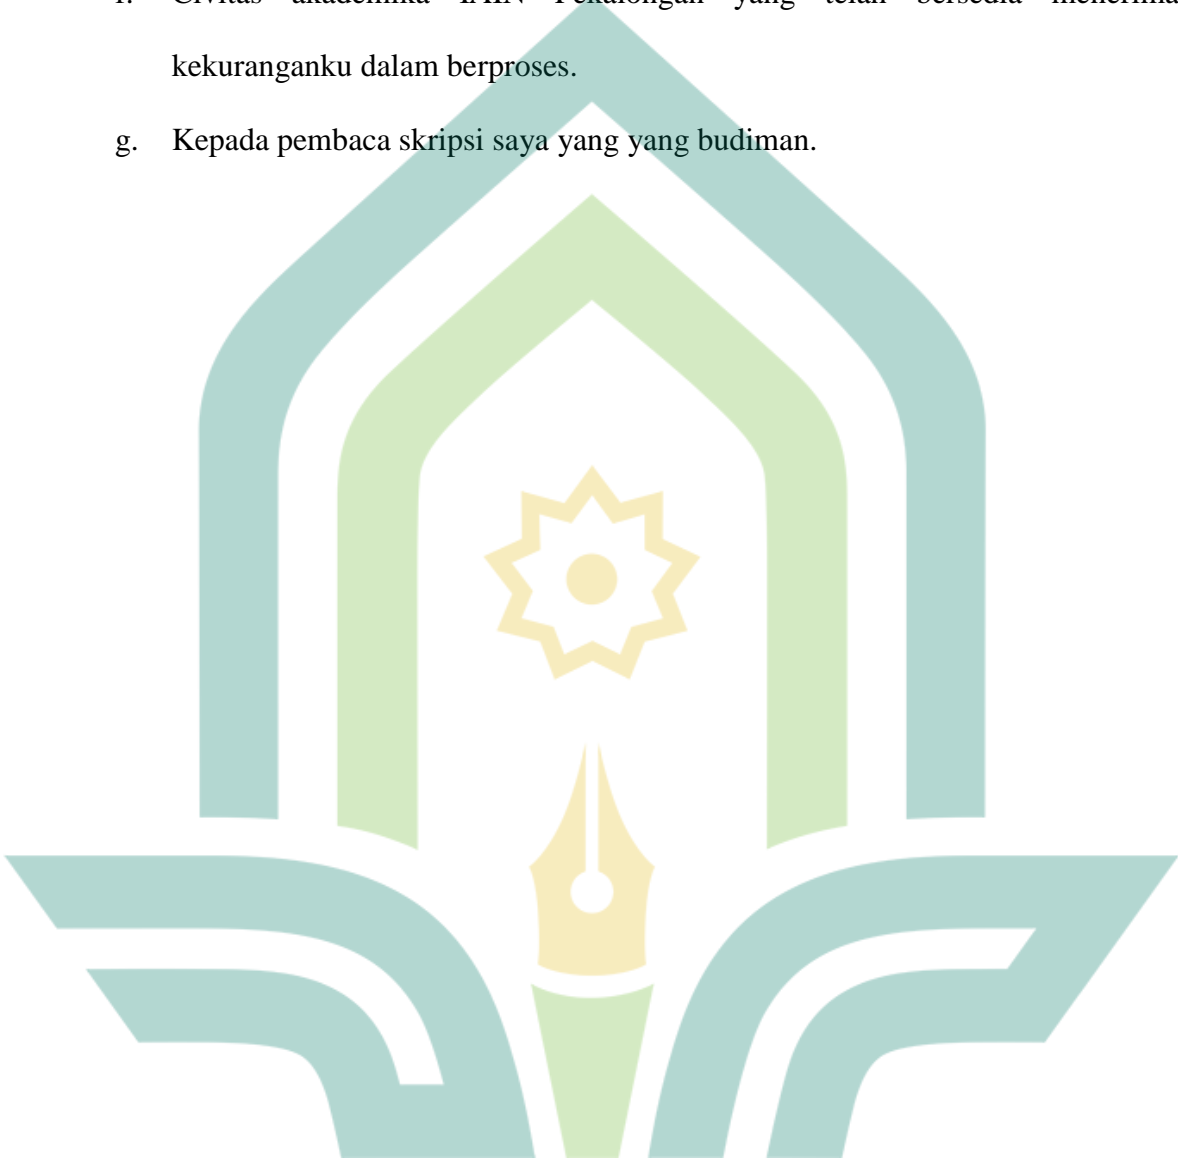 f. Civitas akademika IAIN Pekalongan yang telah bersedia menerima
kekuranganku dalam berproses.
g. Kepada pembaca skripsi saya yang yang budiman.